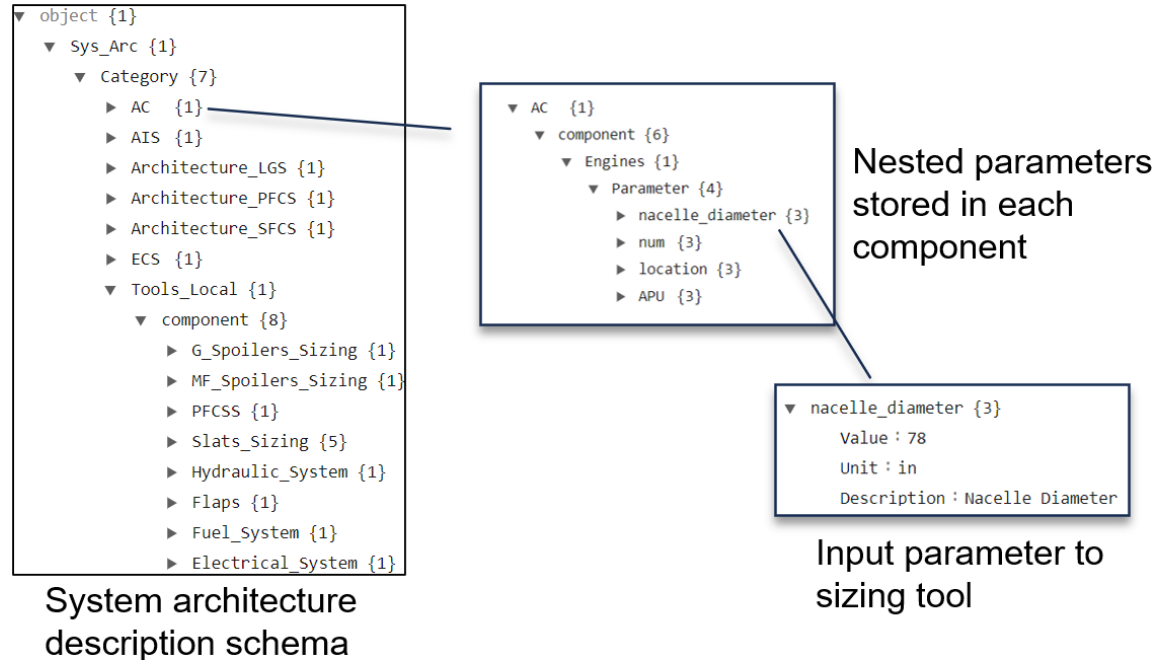 ▼ object {1}
▼ Sys_Arc {1}
▼ Category {7}
▶ AC {1}
▶ AIS {1}
▶ Architecture_LGS {1}
▶ Architecture_PFCS {1}
▶ Architecture_SFCS {1}
▶ ECS {1}
▼ Tools_Local {1}
▼ component {8}
▶ G_Spoilers_Sizing {1}
▶ MF_Spoilers_Sizing {1}
▶ PFCSS {1}
▶ Slats_Sizing {5}
▶ Hydraulic_System {1}
▶ Flaps {1}
▶ Fuel_System {1}
▶ Electrical_System {1}
System architecture
description schema
▼ AC {1}
▼ component {6}
▼ Engines {1}
▼ Parameter {4}
▶ nacelle_diameter {3}
▶ num {3}
▶ location {3}
▶ APU {3}
Nested parameters
stored in each
component
▼ nacelle_diameter {3}
Value : 78
Unit : in
Description : Nacelle Diameter
Input parameter to
sizing tool